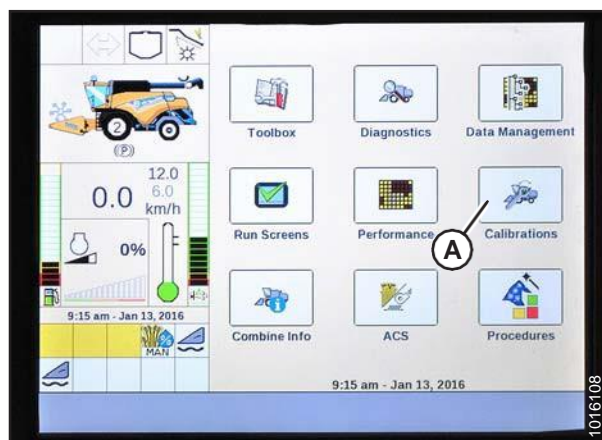 Toolbox
Diagnostics
Data Management
2
(P)
12.0
0.0
6.0
km/h
Run Screens
Performance
Calibrations
A
0%
9:15 am - Jan 13, 2016
MAN
Combine Info
ACS
Procedures
9:15 am - Jan 13, 2016
1016108